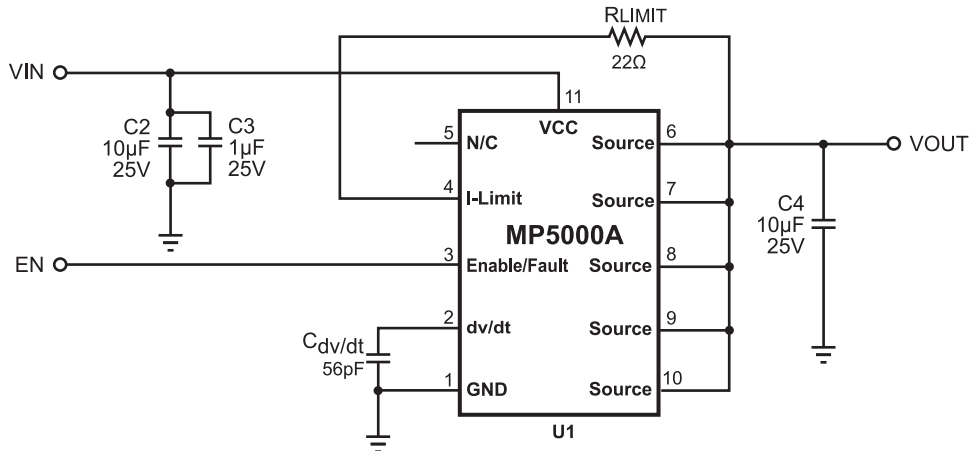 RLIMIT
22Ω
VIN
11
C2
10µF
25V
C3
1µF
25V
VCC
5
N/C
Source
6
VOUT
4
I-Limit
Source
7
C4
10µF
25V
MP5000A
EN
3
Enable/Fault
Source
8
2
dv/dt
Source
9
Cdv/dt
56pF
1
GND
Source
10
U1